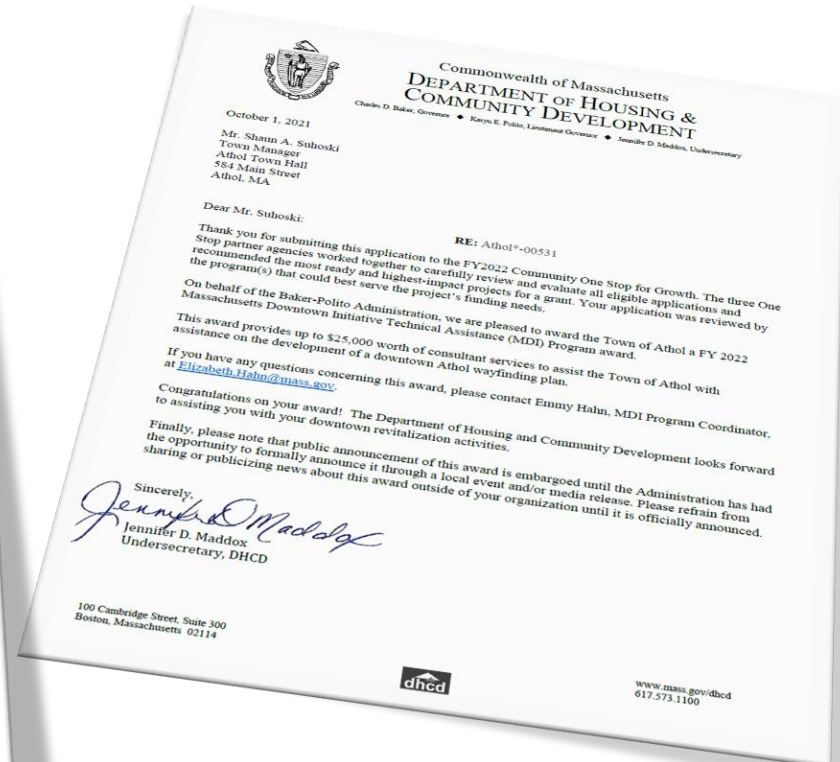 Commonwealth of Massachusetts
DEPARTMENT OF HOUSING &
COMMUNITY DEVELOPMENT
Charles D. Baker, Governor ◆ Karyn E. Polito, Lieutenant Governor ◆ Jennifer D. Maddox, Undersecretary
October 1, 2021
Mr. Shaun A. Suhoski
Town Manager
Athol Town Hall
584 Main Street
Athol, MA
Dear Mr. Suhoski:
RE: Athol*-00531
Thank you for submitting this application to the FY2022 Community One Stop for Growth. The three One
Stop partner agencies worked together to carefully review and evaluate all eligible applications and
recommended the most ready and highest-impact projects for a grant. Your application was reviewed by
the program(s) that could best serve the project's funding needs.
On behalf of the Baker-Polito Administration, we are pleased to award the Town of Athol a FY 2022
Massachusetts Downtown Initiative Technical Assistance (MDI) Program award.
This award provides up to $25,000 worth of consultant services to assist the Town of Athol with
assistance on the development of a downtown Athol wayfinding plan.
If you have any questions concerning this award, please contact Emmy Hahn, MDI Program Coordinator,
at Elizabeth.Hahn@mass.gov.
Congratulations on your award! The Department of Housing and Community Development looks forward
to assisting you with your downtown revitalization activities.
Finally, please note that public announcement of this award is embargoed until the Administration has had
the opportunity to formally announce it through a local event and/or media release. Please refrain from
sharing or publicizing news about this award outside of your organization until it is officially announced.
Sincerely,
Jennifer D Maddox
Jennifer D. Maddox
Undersecretary, DHCD
100 Cambridge Street, Suite 300
Boston, Massachusetts 02114
dhcd
www.mass.gov/dhcd
617.573.1100